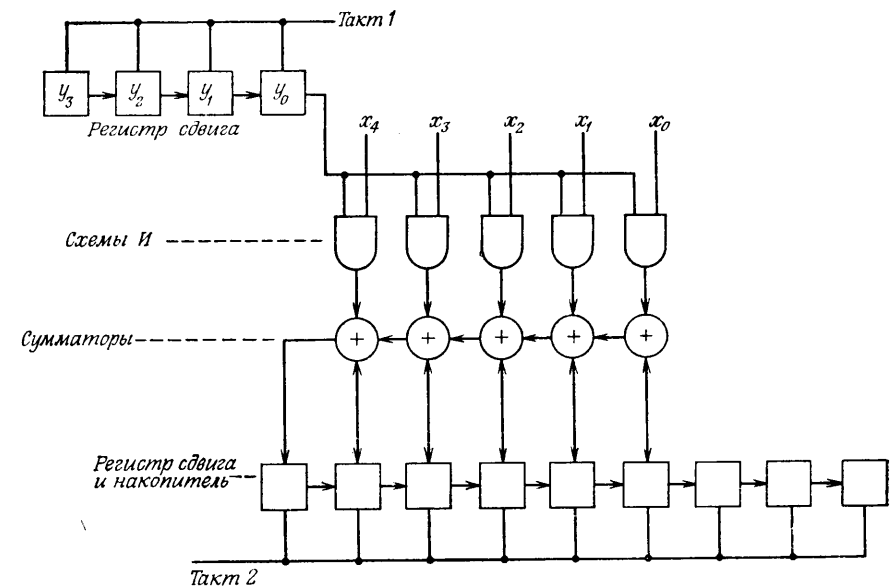 Такт 1
y3 y2 y1 y0
Регистр сдвига
x4 x3 x2 x1 x0
Схемы И
Сумматоры
+ + + + +
Регистр сдвига
и накопитель
Такт 2